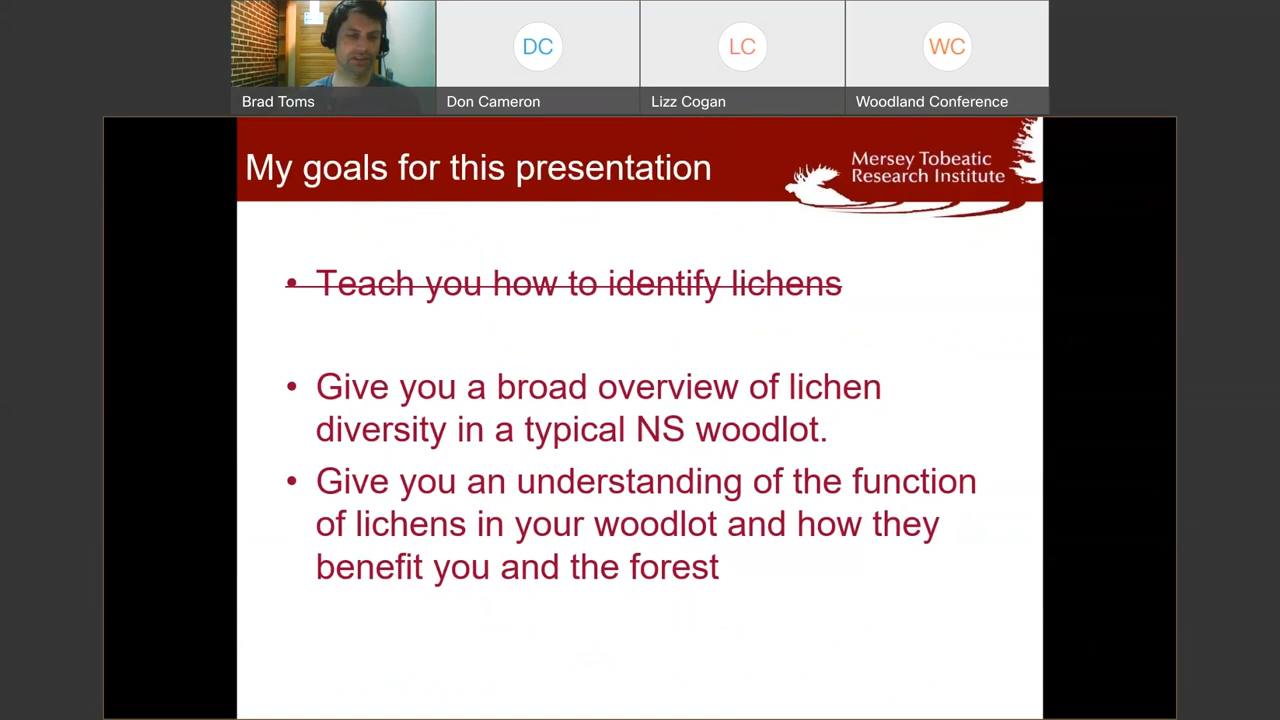 DC
LC
WC
Brad Toms
Don Cameron
Lizz Cogan
Woodland Conference
My goals for this presentation
Mersey Tobeatic
Research Institute
• Teach you how to identify lichens
• Give you a broad overview of lichen
diversity in a typical NS woodlot.
• Give you an understanding of the function
of lichens in your woodlot and how they
benefit you and the forest